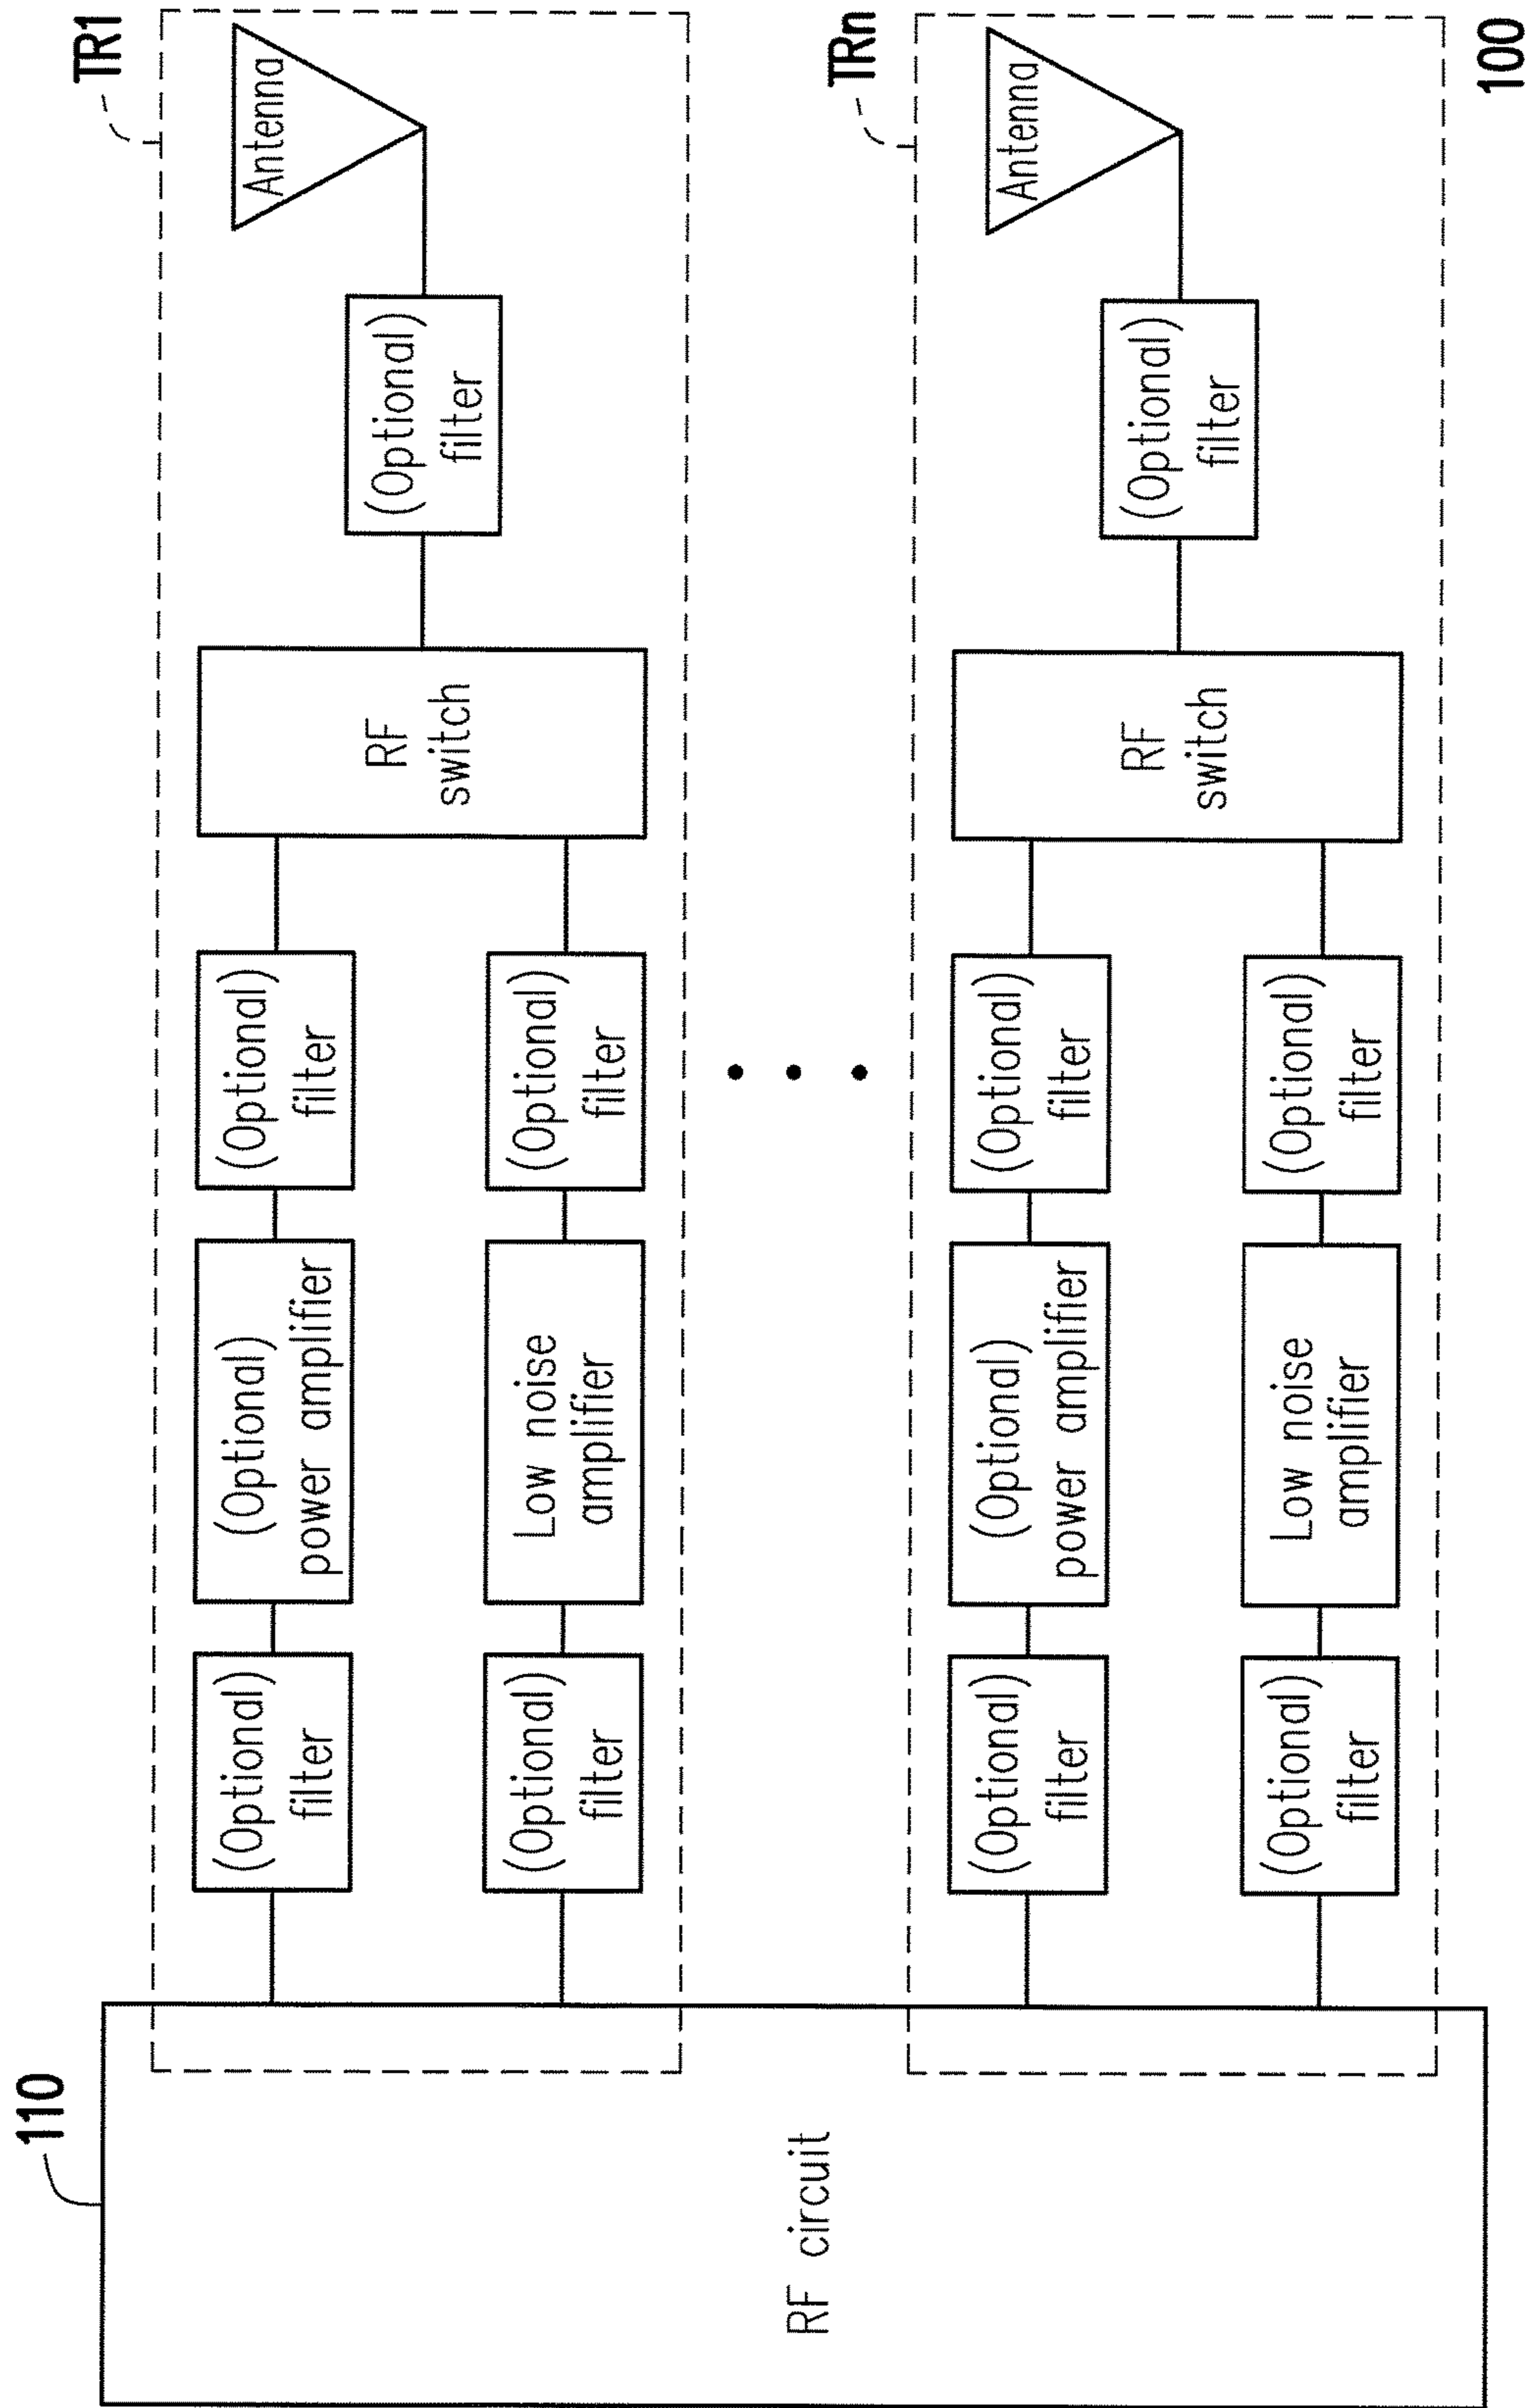 110
RF circuit
TR1
(Optional)
filter
(Optional)
power amplifier
(Optional)
filter
(Optional)
filter
Low noise
amplifier
(Optional)
filter
RF
switch
(Optional)
filter
Antenna
TRn
(Optional)
filter
(Optional)
power amplifier
(Optional)
filter
(Optional)
filter
Low noise
amplifier
(Optional)
filter
RF
switch
(Optional)
filter
Antenna
100